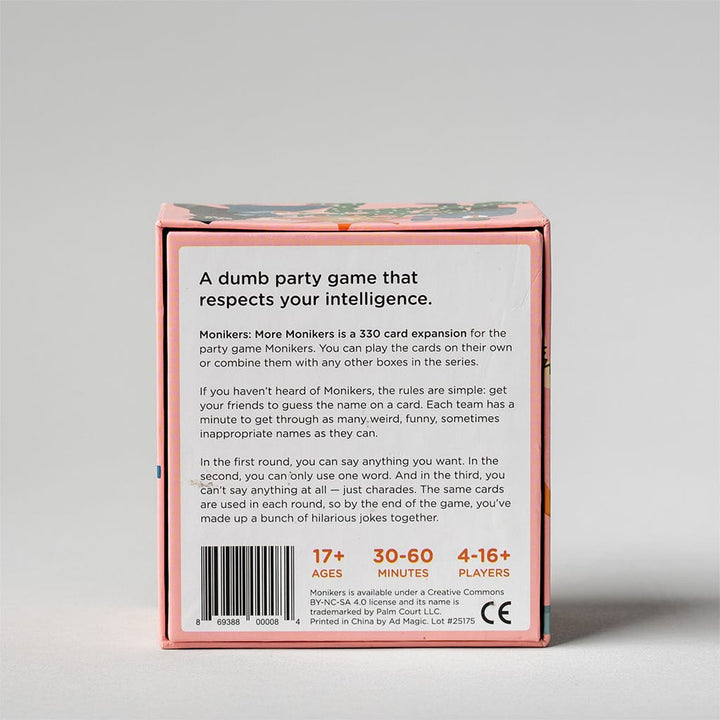 A dumb party game that
respects your intelligence.
Monikers: More Monikers is a 330 card expansion for the
party game Monikers. You can play the cards on their own
or combine them with any other boxes in the series.
If you haven't heard of Monikers, the rules are simple: get
your friends to guess the name on a card. Each team has a
minute to get through as many weird, funny, sometimes
inappropriate names as they can.
In the first round, you can say anything you want. In the
second, you can only use one word. And in the third, you
can't say anything at all — just charades. The same cards
are used in each round, so by the end of the game, you've
made up a bunch of hilarious jokes together.
17+ 30-60 4-16+
AGES MINUTES PLAYERS
Monikers is available under a Creative Commons
BY-NC-SA 4.0 license and its name is
trademarked by Palm Court LLC.
Printed in China by Ad Magic. Lot #25175
CE
8 69388 00008 4